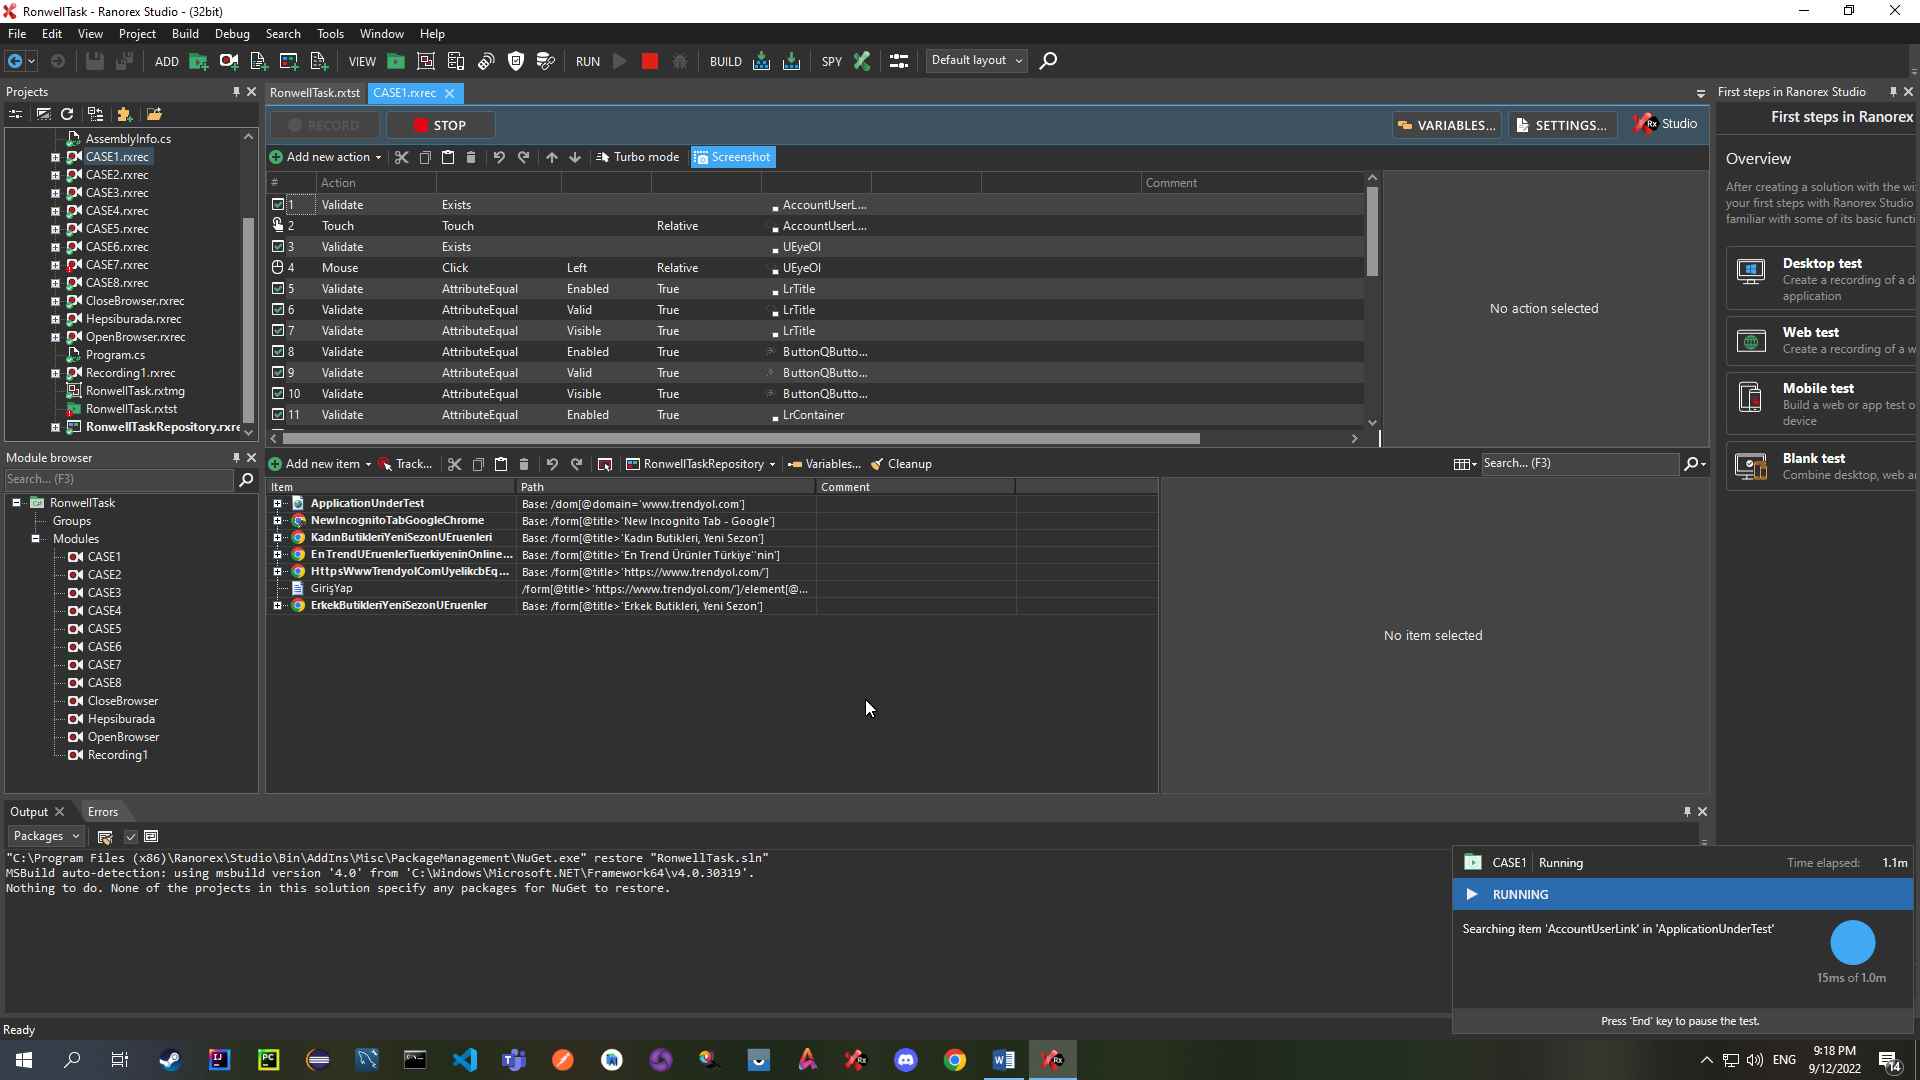 RonwellTask - Ranorex Studio - (32bit)
File Edit View Project Build Debug Search Tools Window Help
ADD VIEW RUN BUILD SPY Default layout
Projects
AssemblyInfo.cs
CASE1.rxrec
CASE2.rxrec
CASE3.rxrec
CASE4.rxrec
CASE5.rxrec
CASE6.rxrec
CASE7.rxrec
CASE8.rxrec
CloseBrowser.rxrec
Hepsiburada.rxrec
OpenBrowser.rxrec
Program.cs
Recording1.rxrec
RonwellTask.rxtmg
RonwellTask.rxtst
RonwellTaskRepository.rxre
Module browser
Search... (F3)
RonwellTask
Groups
Modules
CASE1
CASE2
CASE3
CASE4
CASE5
CASE6
CASE7
CASE8
CloseBrowser
Hepsiburada
OpenBrowser
Recording1
RonwellTask.rxtst CASE1.rxrec
RECORD STOP VARIABLES... SETTINGS... Rx Studio
Add new action Turbo mode Screenshot
# Action Comment
1 Validate Exists AccountUserL...
2 Touch Touch Relative AccountUserL...
3 Validate Exists UEyeOl
4 Mouse Click Left Relative UEyeOl
5 Validate AttributeEqual Enabled True LrTitle
6 Validate AttributeEqual Valid True LrTitle
7 Validate AttributeEqual Visible True LrTitle
8 Validate AttributeEqual Enabled True ButtonQButto...
9 Validate AttributeEqual Valid True ButtonQButto...
10 Validate AttributeEqual Visible True ButtonQButto...
11 Validate AttributeEqual Enabled True LrContainer
No action selected
Add new item Track... RonwellTaskRepository Variables... Cleanup Search... (F3)
Item Path Comment
ApplicationUnderTest Base: /dom[@domain='www.trendyol.com']
NewIncognitoTabGoogleChrome Base: /form[@title>'New Incognito Tab - Google']
KadınButikleriYeniSezonUEruenleri Base: /form[@title>'Kadın Butikleri, Yeni Sezon']
EnTrendUEruenlerTuerkiyeninOnline... Base: /form[@title>'En Trend Ürünler Türkiye''nin']
HttpsWwwTrendyolComUyelikcbEq... Base: /form[@title>'https://www.trendyol.com/']
GirişYap /form[@title>'https://www.trendyol.com/']/element[@...
ErkekButikleriYeniSezonUEruenler Base: /form[@title>'Erkek Butikleri, Yeni Sezon']
No item selected
First steps in Ranorex Studio
First steps in Ranorex
Overview
After creating a solution with the wi
your first steps with Ranorex Studio
familiar with some of its basic functi
Desktop test
Create a recording of a d
application
Web test
Create a recording of a w
Mobile test
Build a web or app test o
device
Blank test
Combine desktop, web a
Output Errors
Packages
"C:\Program Files (x86)\Ranorex\Studio\Bin\AddIns\Misc\PackageManagement\NuGet.exe" restore "RonwellTask.sln"
MSBuild auto-detection: using msbuild version '4.0' from 'C:\Windows\Microsoft.NET\Framework64\v4.0.30319'.
Nothing to do. None of the projects in this solution specify any packages for NuGet to restore.
CASE1 Running Time elapsed: 1.1m
RUNNING
Searching item 'AccountUserLink' in 'ApplicationUnderTest'
15ms of 1.0m
Press 'End' key to pause the test.
Ready
ENG 9:18 PM
9/12/2022
14